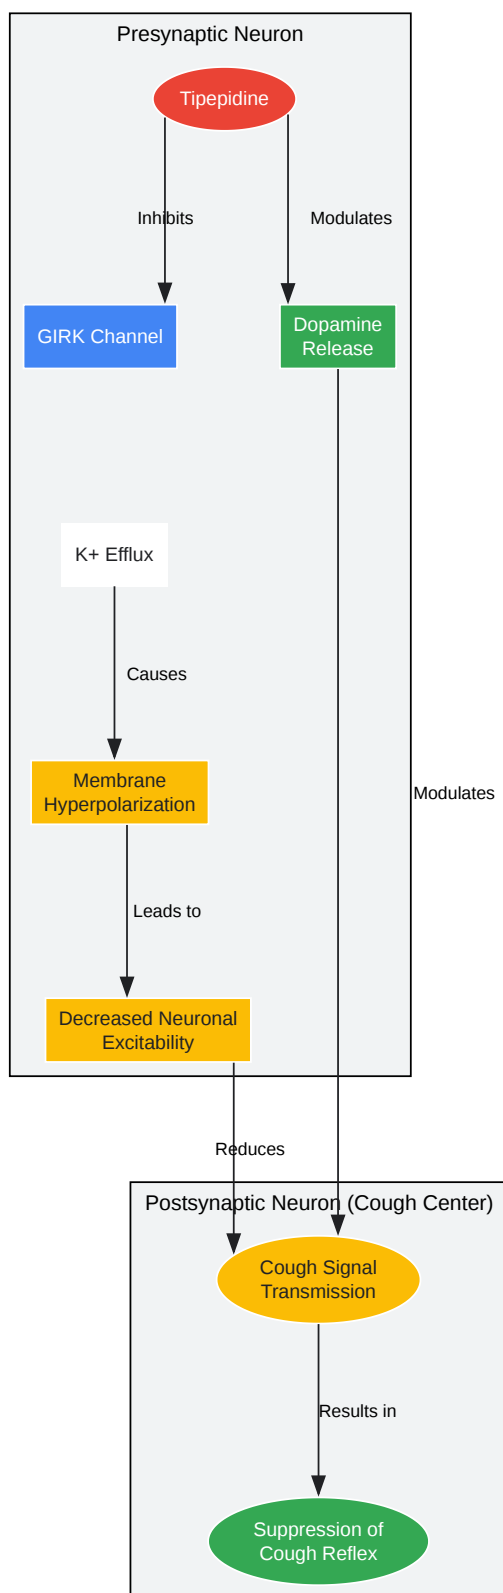 Presynaptic Neuron
Tipepidine
Inhibits
Modulates
GIRK Channel
Dopamine
Release
K+ Efflux
Causes
Membrane
Hyperpolarization
Modulates
Leads to
Decreased Neuronal
Excitability
Reduces
Postsynaptic Neuron (Cough Center)
Cough Signal
Transmission
Results in
Suppression of
Cough Reflex